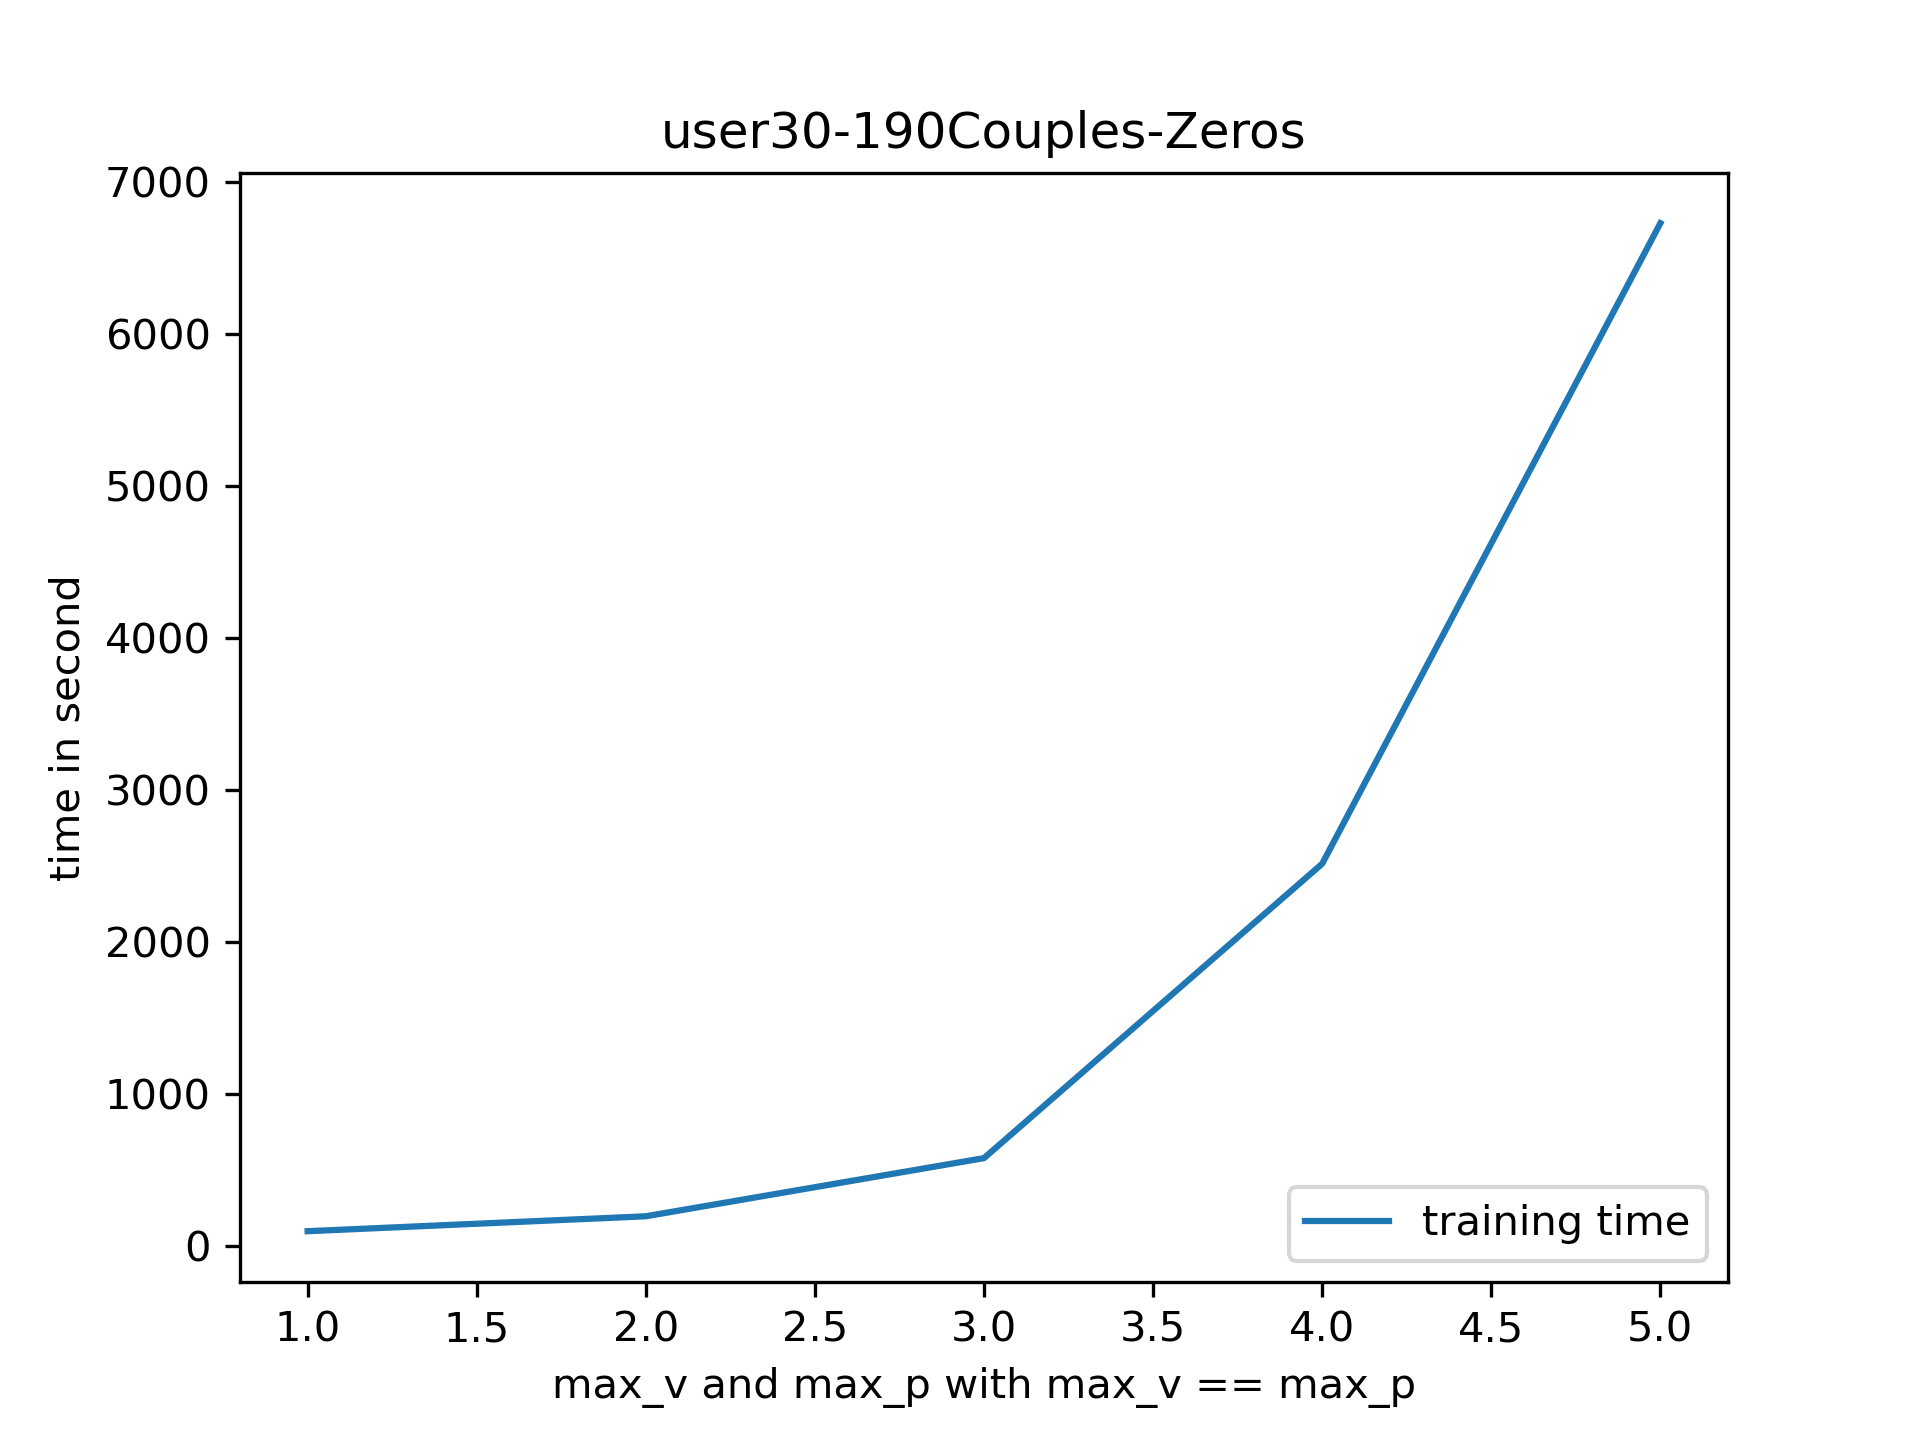 user30-190Couples-Zeros
7000
6000
5000
4000
3000
2000
1000
0
time in second
training time
1.0 1.5 2.0 2.5 3.0 3.5 4.0 4.5 5.0
max_v and max_p with max_v == max_p